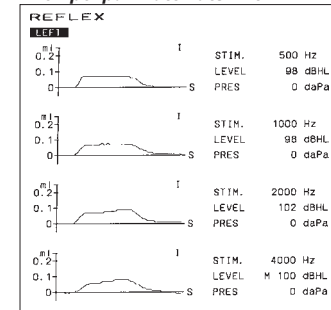 REFLEX
LEFT
ml I
0.2 STIM. 500 Hz
0.1 LEVEL 98 dBHL
0 S PRES 0 daPa
ml I
0.2 STIM. 1000 Hz
0.1 LEVEL 98 dBHL
0 S PRES 0 daPa
ml I
0.2 STIM. 2000 Hz
0.1 LEVEL 102 dBHL
0 S PRES 0 daPa
ml I
0.2 STIM. 4000 Hz
0.1 LEVEL M 100 dBHL
0 S PRES 0 daPa